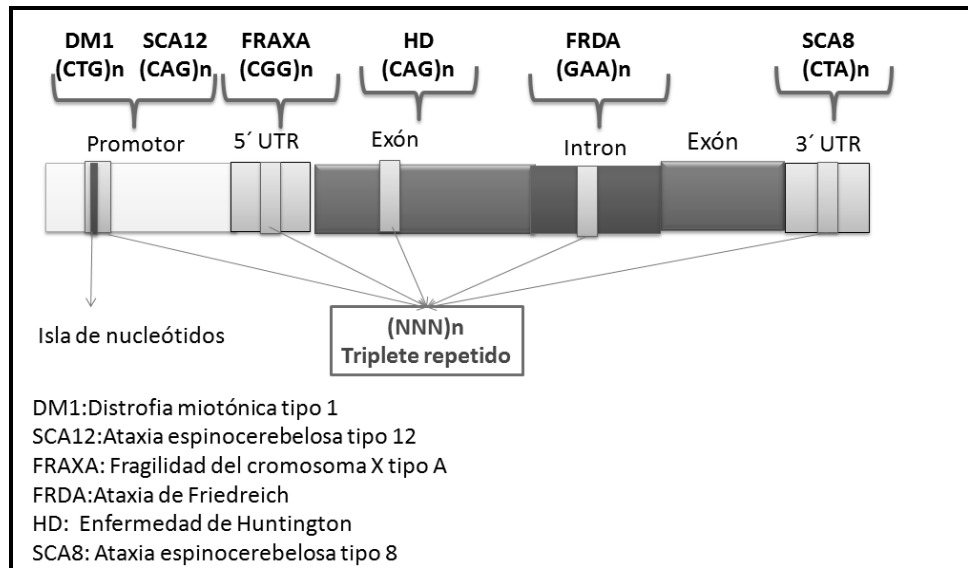 DM1 SCA12 FRAXA HD FRDA SCA8
(CTG)n (CAG)n (CGG)n (CAG)n (GAA)n (CTA)n
Promotor 5´ UTR Exón Intron Exón 3´ UTR
Isla de nucleótidos
(NNN)n
Triplete repetido
DM1:Distrofia miotónica tipo 1
SCA12:Ataxia espinocerebelosa tipo 12
FRAXA: Fragilidad del cromosoma X tipo A
FRDA:Ataxia de Friedreich
HD: Enfermedad de Huntington
SCA8: Ataxia espinocerebelosa tipo 8